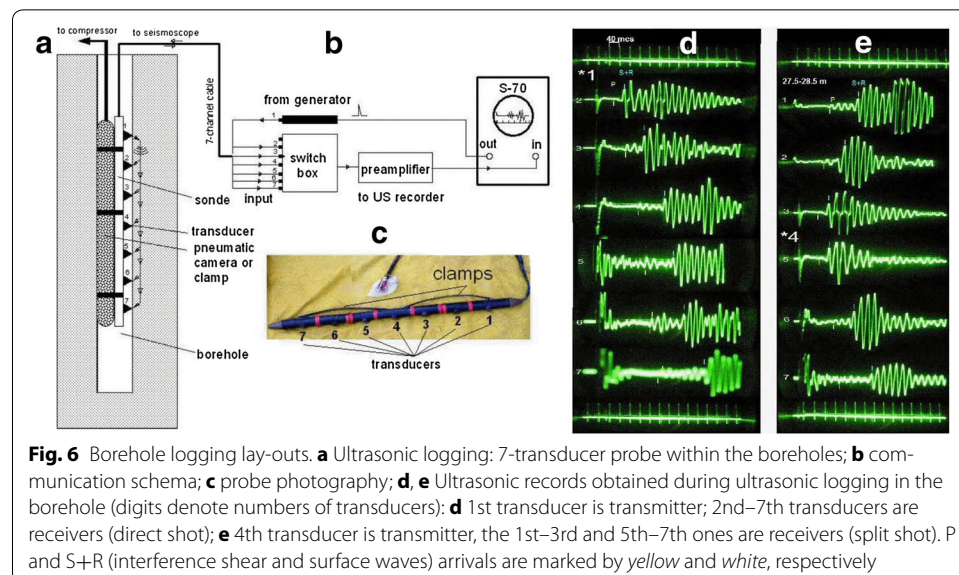 a
to compressor
to seismoscope
1
2
3
4
5
6
7
sonde
transducer
pneumatic
camera or
clamp
borehole
b
7-channel cable
from generator
1
2
3
4
5
6
7
input
switch
box
preamplifier
to US recorder
S-70
out
in
c
clamps
7
6
5
4
3
2
1
transducers
40 mcs
d
*1
P
S+R
2
3
4
5
6
7
e
27.5-28.5 m
P
S+R
1
2
3
*4
5
6
7
Fig. 6 Borehole logging lay-outs. a Ultrasonic logging: 7-transducer probe within the boreholes; b com-
munication schema; c probe photography; d, e Ultrasonic records obtained during ultrasonic logging in the
borehole (digits denote numbers of transducers): d 1st transducer is transmitter; 2nd–7th transducers are
receivers (direct shot); e 4th transducer is transmitter, the 1st–3rd and 5th–7th ones are receivers (split shot). P
and S+R (interference shear and surface waves) arrivals are marked by yellow and white, respectively